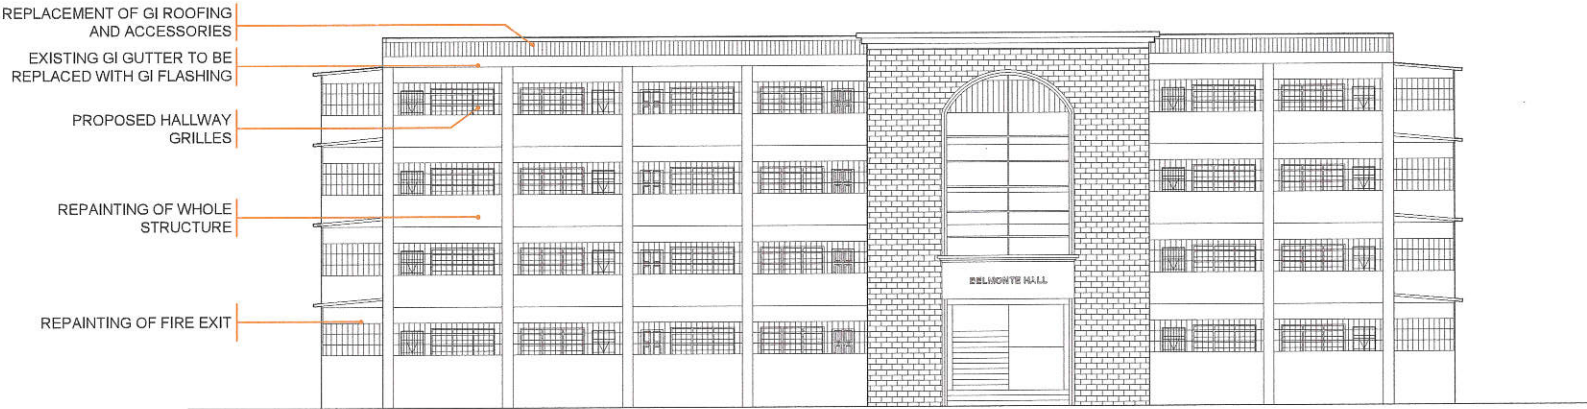 REPLACEMENT OF GI ROOFING
AND ACCESSORIES
EXISTING GI GUTTER TO BE
REPLACED WITH GI FLASHING
PROPOSED HALLWAY
GRILLES
REPAINTING OF WHOLE
STRUCTURE
REPAINTING OF FIRE EXIT
BELMONTE HALL